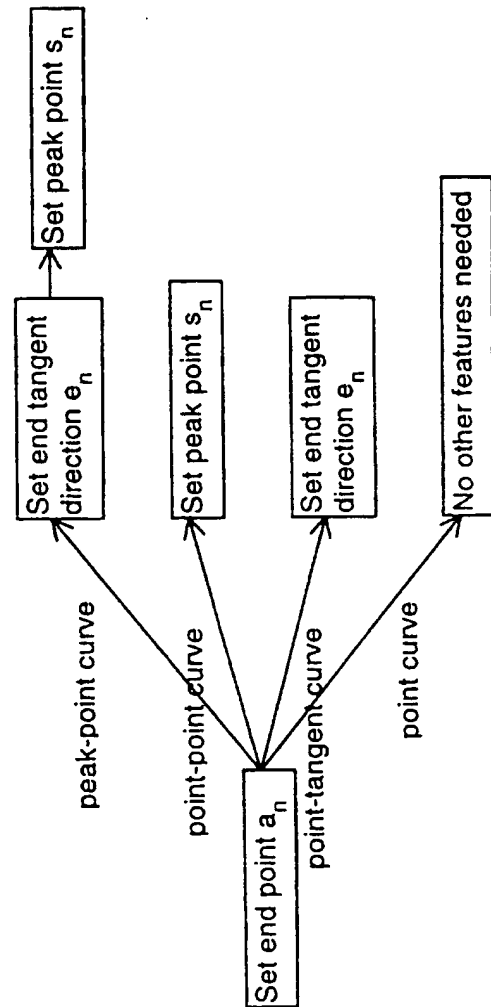 Set end point a_n
peak-point curve
Set end tangent
direction e_n
Set peak point s_n
point-point curve
Set peak point s_n
point-tangent curve
Set end tangent
direction e_n
point curve
No other features needed